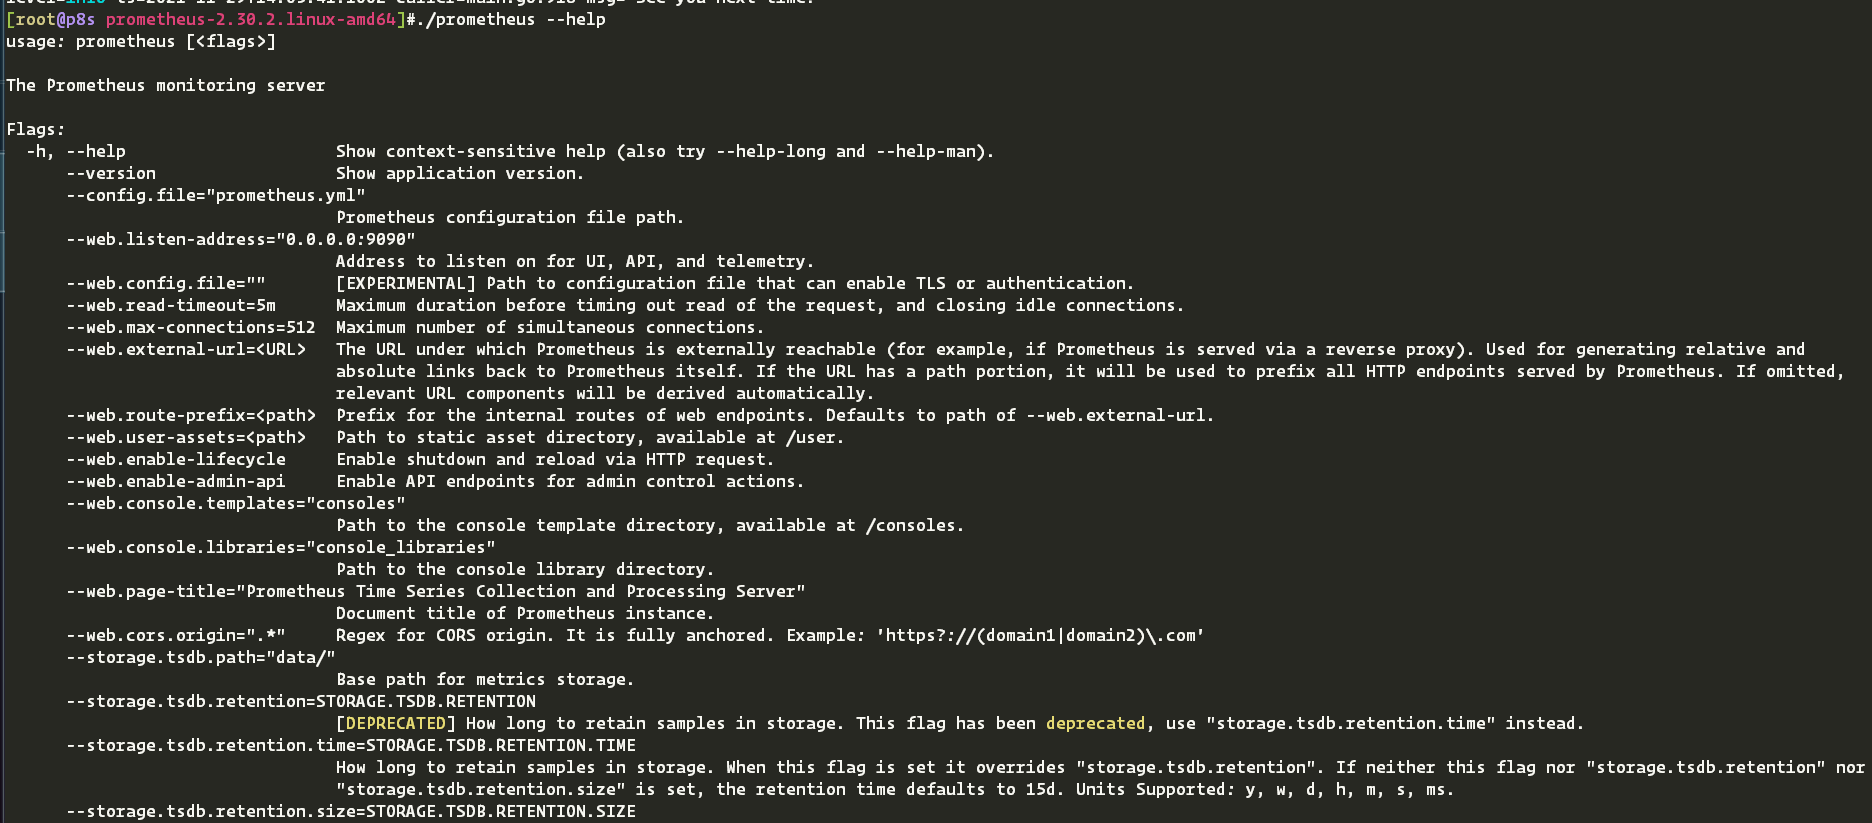 [root@p8s prometheus-2.30.2.linux-amd64]#./prometheus --help
usage: prometheus [<flags>]
The Prometheus monitoring server
Flags:
-h, --help Show context-sensitive help (also try --help-long and --help-man).
--version Show application version.
--config.file="prometheus.yml"
Prometheus configuration file path.
--web.listen-address="0.0.0.0:9090"
Address to listen on for UI, API, and telemetry.
--web.config.file="" [EXPERIMENTAL] Path to configuration file that can enable TLS or authentication.
--web.read-timeout=5m Maximum duration before timing out read of the request, and closing idle connections.
--web.max-connections=512 Maximum number of simultaneous connections.
--web.external-url=<URL> The URL under which Prometheus is externally reachable (for example, if Prometheus is served via a reverse proxy). Used for generating relative and
absolute links back to Prometheus itself. If the URL has a path portion, it will be used to prefix all HTTP endpoints served by Prometheus. If omitted,
relevant URL components will be derived automatically.
--web.route-prefix=<path> Prefix for the internal routes of web endpoints. Defaults to path of --web.external-url.
--web.user-assets=<path> Path to static asset directory, available at /user.
--web.enable-lifecycle Enable shutdown and reload via HTTP request.
--web.enable-admin-api Enable API endpoints for admin control actions.
--web.console.templates="consoles"
Path to the console template directory, available at /consoles.
--web.console.libraries="console_libraries"
Path to the console library directory.
--web.page-title="Prometheus Time Series Collection and Processing Server"
Document title of Prometheus instance.
--web.cors.origin=".*" Regex for CORS origin. It is fully anchored. Example: 'https?://(domain1|domain2)\.com'
--storage.tsdb.path="data/"
Base path for metrics storage.
--storage.tsdb.retention=STORAGE.TSDB.RETENTION
[DEPRECATED] How long to retain samples in storage. This flag has been deprecated, use "storage.tsdb.retention.time" instead.
--storage.tsdb.retention.time=STORAGE.TSDB.RETENTION.TIME
How long to retain samples in storage. When this flag is set it overrides "storage.tsdb.retention". If neither this flag nor "storage.tsdb.retention" nor
"storage.tsdb.retention.size" is set, the retention time defaults to 15d. Units Supported: y, w, d, h, m, s, ms.
--storage.tsdb.retention.size=STORAGE.TSDB.RETENTION.SIZE